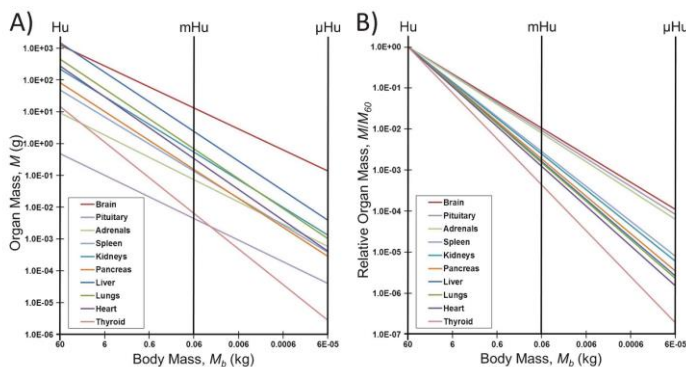 A)
Hu
mHu
µHu
1.0E+03
1.0E+02
1.0E+01
1.0E+00
1.0E-01
1.0E-02
1.0E-03
1.0E-04
1.0E-05
1.0E-06
Organ Mass, M (g)
Brain
Pituitary
Adrenals
Spleen
Kidneys
Pancreas
Liver
Lungs
Heart
Thyroid
60 6 0.6 0.06 0.006 0.0006 6E-05
Body Mass, Mb (kg)
B)
Hu
mHu
µHu
1.0E+00
1.0E-01
1.0E-02
1.0E-03
1.0E-04
1.0E-05
1.0E-06
1.0E-07
Relative Organ Mass, M/M60
Brain
Pituitary
Adrenals
Spleen
Kidneys
Pancreas
Liver
Lungs
Heart
Thyroid
60 6 0.6 0.06 0.006 0.0006 6E-05
Body Mass, Mb (kg)